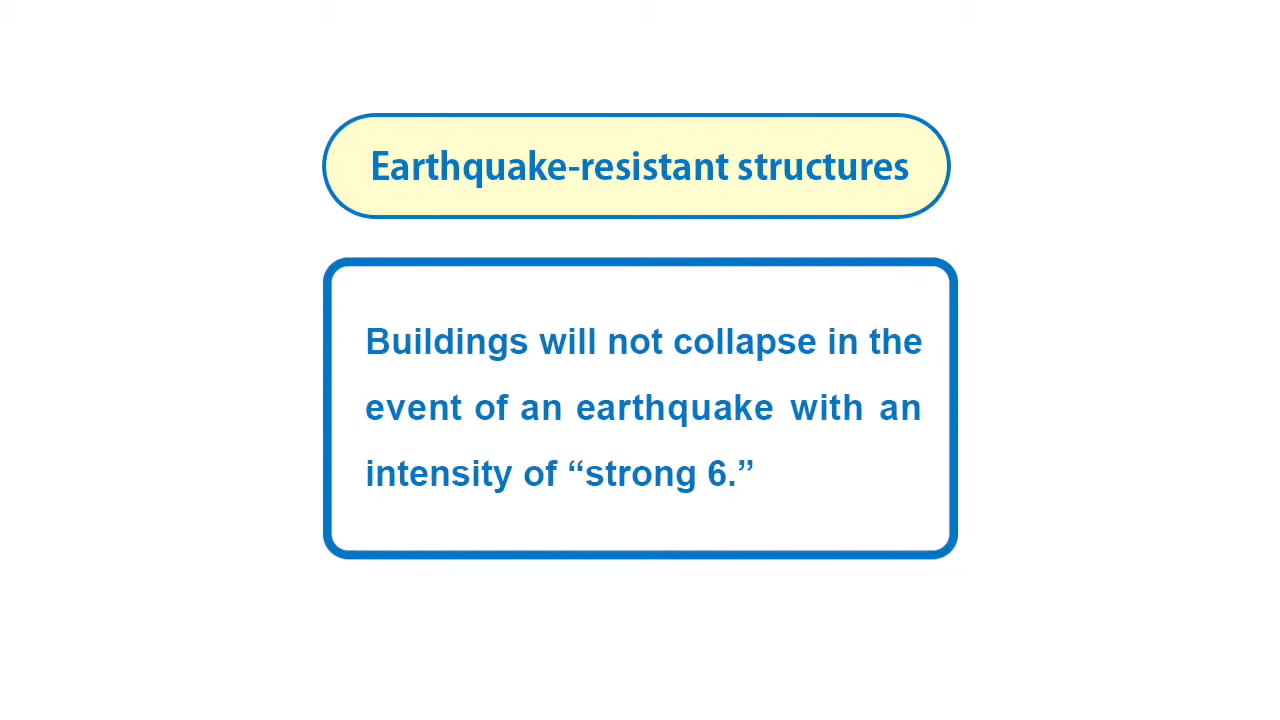 Earthquake-resistant structures
Buildings will not collapse in the
event of an earthquake with an
intensity of “strong 6.”